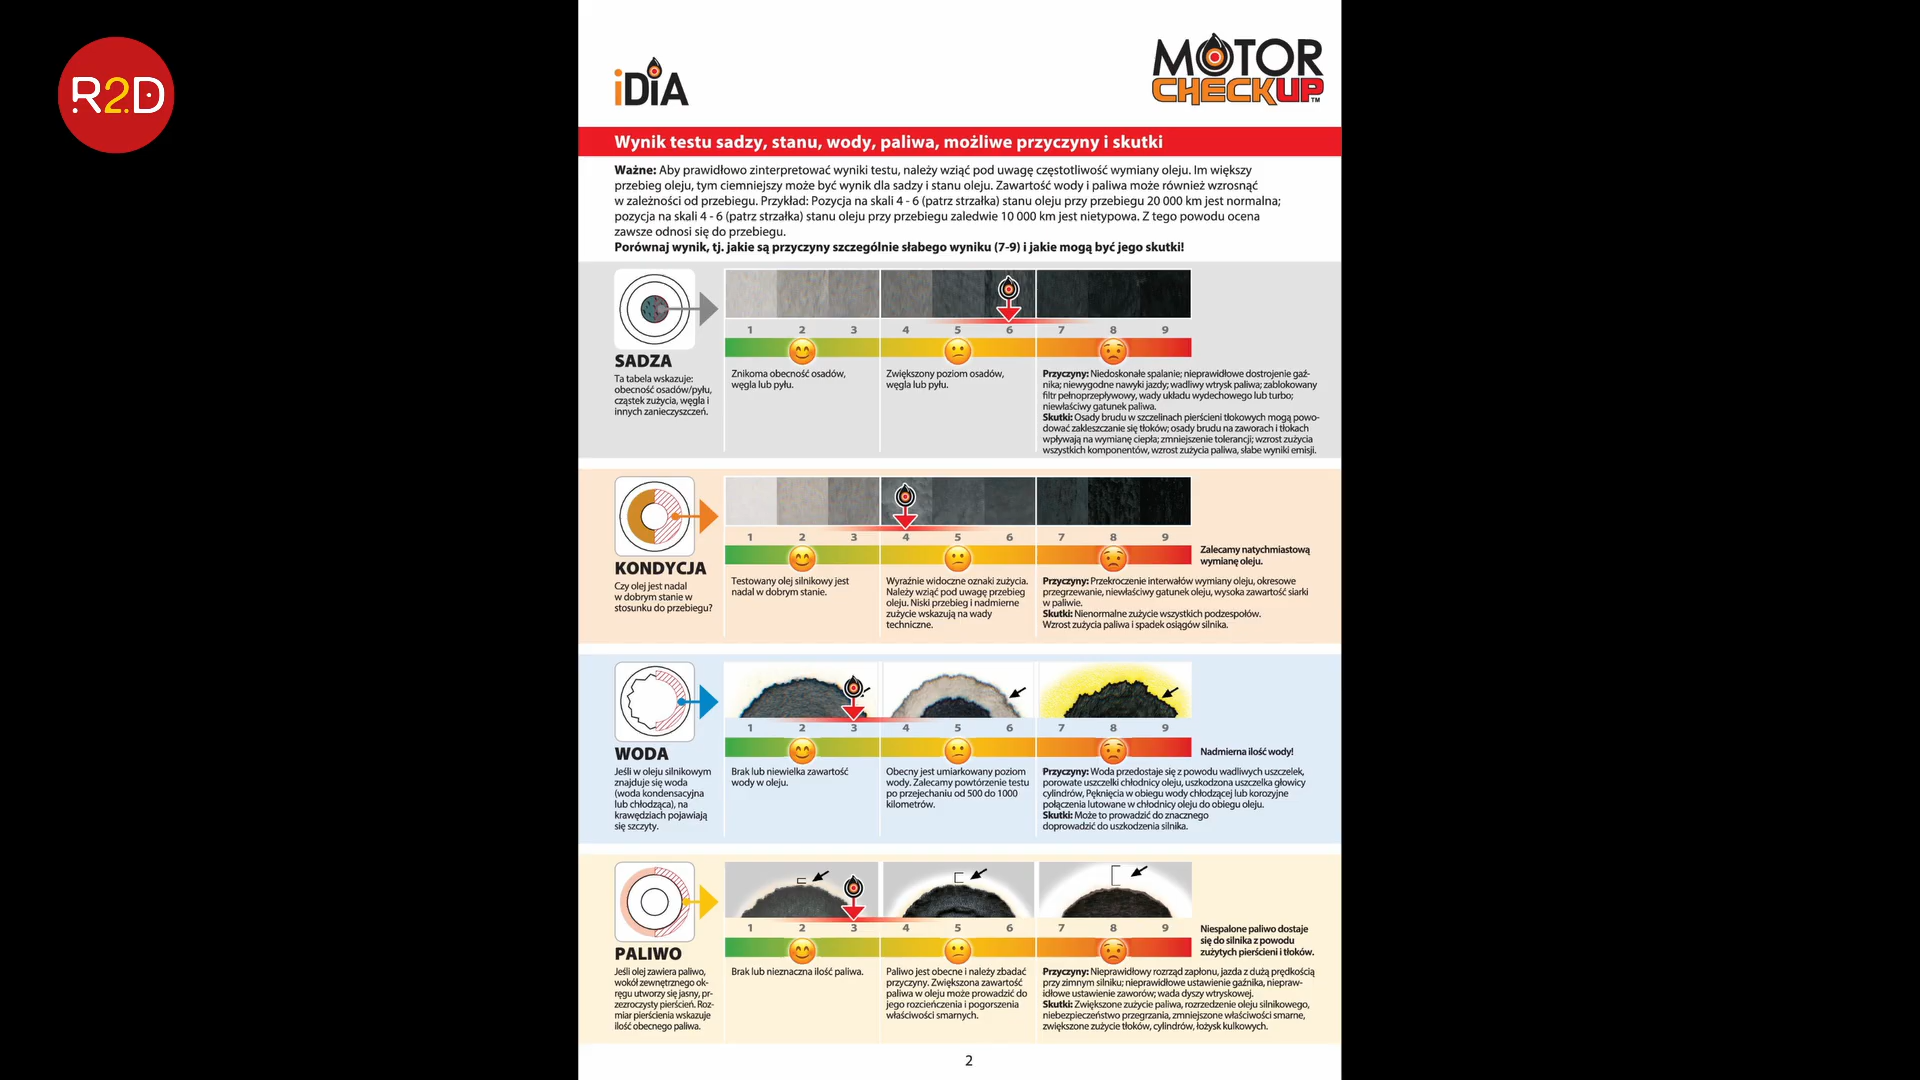 R2D
iDiA
MOTOR
CHECKUP™
Wynik testu sadzy, stanu, wody, paliwa, możliwe przyczyny i skutki
Ważne: Aby prawidłowo zinterpretować wyniki testu, należy wziąć pod uwagę częstotliwość wymiany oleju. Im większy
przebieg oleju, tym ciemniejszy może być wynik dla sadzy i stanu oleju. Zawartość wody i paliwa może również wzrosnąć
w zależności od przebiegu. Przykład: Pozycja na skali 4 - 6 (patrz strzałka) stanu oleju przy przebiegu 20 000 km jest normalna;
pozycja na skali 4 - 6 (patrz strzałka) stanu oleju przy przebiegu zaledwie 10 000 km jest nietypowa. Z tego powodu ocena
zawsze odnosi się do przebiegu.
Porównaj wynik, tj. jakie są przyczyny szczególnie słabego wyniku (7-9) i jakie mogą być jego skutki!
1 2 3 4 5 6 7 8 9
SADZA
Ta tabela wskazuje:
obecność osadów/pyłu,
cząstek zużycia, węgla i
innych zanieczyszczeń.
Znikoma obecność osadów,
węgla lub pyłu.
Zwiększony poziom osadów,
węgla lub pyłu.
Przyczyny: Niedoskonałe spalanie; nieprawidłowe dostrojenie gaź-
nika; niewygodne nawyki jazdy; wadliwy wtrysk paliwa; zablokowany
filtr pełnoprzepływowy, wady układu wydechowego lub turbo;
niewłaściwy gatunek paliwa.
Skutki: Osady brudu w szczelinach pierścieni tłokowych mogą powo-
dować zakleszczanie się tłoków; osady brudu na zaworach i tłokach
wpływają na wymianę ciepła; zmniejszenie tolerancji; wzrost zużycia
wszystkich komponentów, wzrost zużycia paliwa, słabe wyniki emisji.
1 2 3 4 5 6 7 8 9
KONDYCJA
Czy olej jest nadal
w dobrym stanie w
stosunku do przebiegu?
Testowany olej silnikowy jest
nadal w dobrym stanie.
Wyraźnie widoczne oznaki zużycia.
Należy wziąć pod uwagę przebieg
oleju. Niski przebieg i nadmierne
zużycie wskazują na wady
techniczne.
Zalecamy natychmiastową
wymianę oleju.
Przyczyny: Przekroczenie interwałów wymiany oleju, okresowe
przegrzewanie, niewłaściwy gatunek oleju, wysoka zawartość siarki
w paliwie.
Skutki: Nienormalne zużycie wszystkich podzespołów.
Wzrost zużycia paliwa i spadek osiągów silnika.
1 2 3 4 5 6 7 8 9
WODA
Jeśli w oleju silnikowym
znajduje się woda
(woda kondensacyjna
lub chłodząca), na
krawędziach pojawiają
się szczyty.
Brak lub niewielka zawartość
wody w oleju.
Obecny jest umiarkowany poziom
wody. Zalecamy powtórzenie testu
po przejechaniu od 500 do 1000
kilometrów.
Nadmierna ilość wody!
Przyczyny: Woda przedostaje się z powodu wadliwych uszczelek,
porowate uszczelki chłodnicy oleju, uszkodzona uszczelka głowicy
cylindrów, Pęknięcia w obiegu wody chłodzącej lub korozyjne
połączenia lutowane w chłodnicy oleju do obiegu oleju.
Skutki: Może to prowadzić do znacznego
doprowadzić do uszkodzenia silnika.
1 2 3 4 5 6 7 8 9
PALIWO
Jeśli olej zawiera paliwo,
wokół zewnętrznego ok-
ręgu utworzy się jasny, pr-
zezroczysty pierścień. Roz-
miar pierścienia wskazuje
ilość obecnego paliwa.
Brak lub nieznaczna ilość paliwa.
Paliwo jest obecne i należy zbadać
przyczyny. Zwiększona zawartość
paliwa w oleju może prowadzić do
jego rozcieńczenia i pogorszenia
właściwości smarnych.
Niespalone paliwo dostaje
się do silnika z powodu
zużytych pierścieni i tłoków.
Przyczyny: Nieprawidłowy rozrząd zapłonu, jazda z dużą prędkością
przy zimnym silniku; nieprawidłowe ustawienie gaźnika, niepraw-
idłowe ustawienie zaworów; wada dyszy wtryskowej.
Skutki: Zwiększone zużycie paliwa, rozrzedzenie oleju silnikowego,
niebezpieczeństwo przegrzania, zmniejszone właściwości smarne,
zwiększone zużycie tłoków, cylindrów, łożysk kulkowych.
2